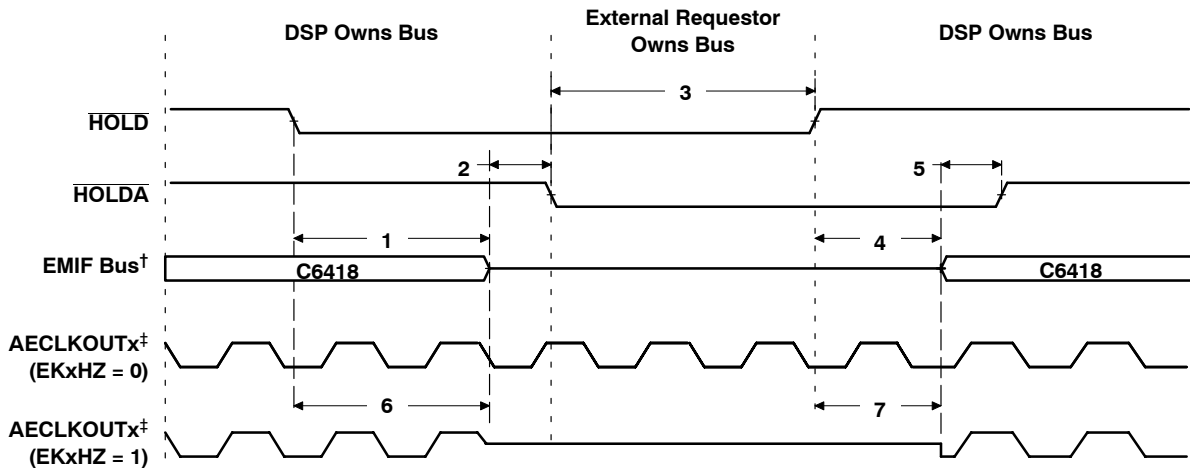 DSP Owns Bus
External Requestor
Owns Bus
DSP Owns Bus
3
HOLD
2
5
HOLDA
1
4
EMIF Bus†
C6418
C6418
AECLKOUTx‡
(EKxHZ = 0)
6
7
AECLKOUTx‡
(EKxHZ = 1)